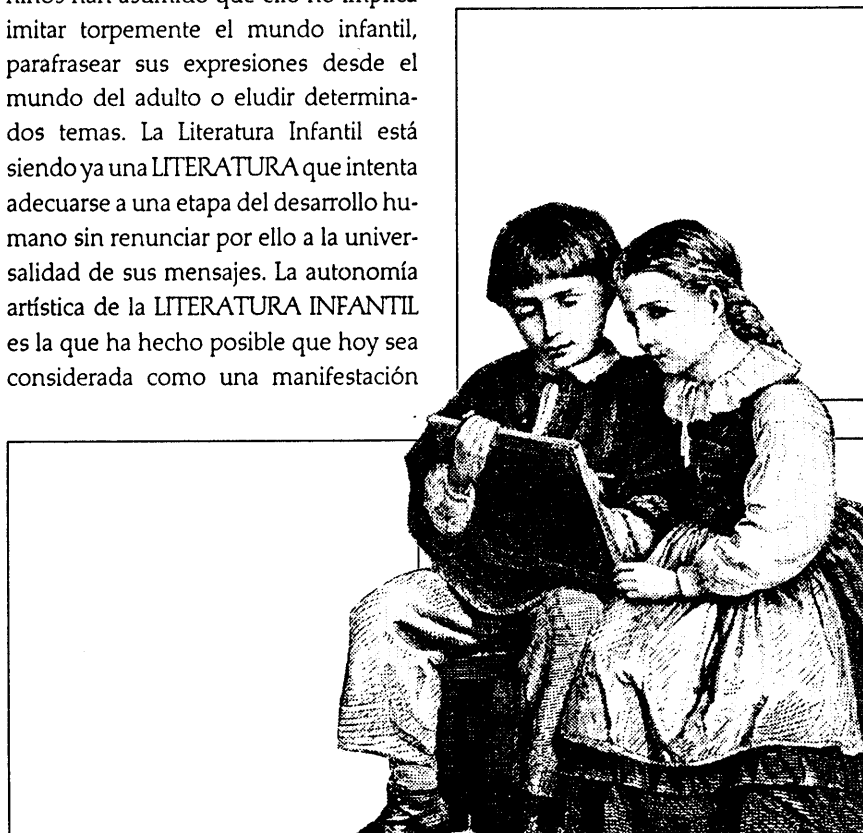 niños han asumido que ello no implica
imitar torpemente el mundo infantil,
parafrasear sus expresiones desde el
mundo del adulto o eludir determina-
dos temas. La Literatura Infantil está
siendo ya una LITERATURA que intenta
adecuarse a una etapa del desarrollo hu-
mano sin renunciar por ello a la univer-
salidad de sus mensajes. La autonomía
artística de la LITERATURA INFANTIL
es la que ha hecho posible que hoy sea
considerada como una manifestación